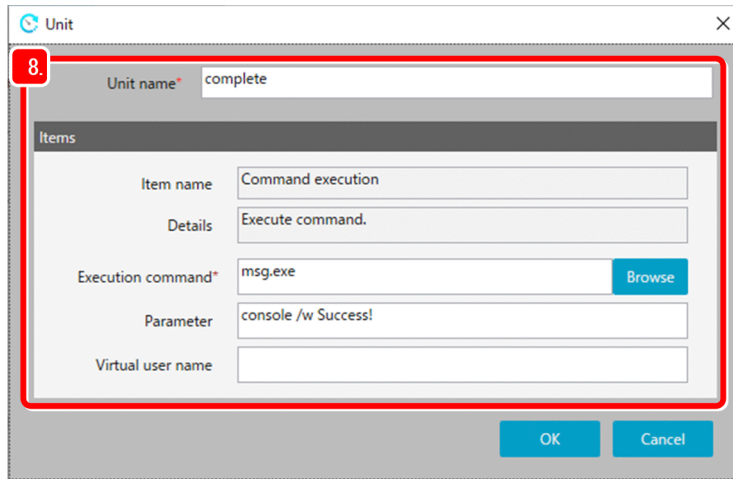 Unit
8.
Unit name* complete
Items
Item name Command execution
Details Execute command.
Execution command* msg.exe Browse
Parameter console /w Success!
Virtual user name
OK Cancel